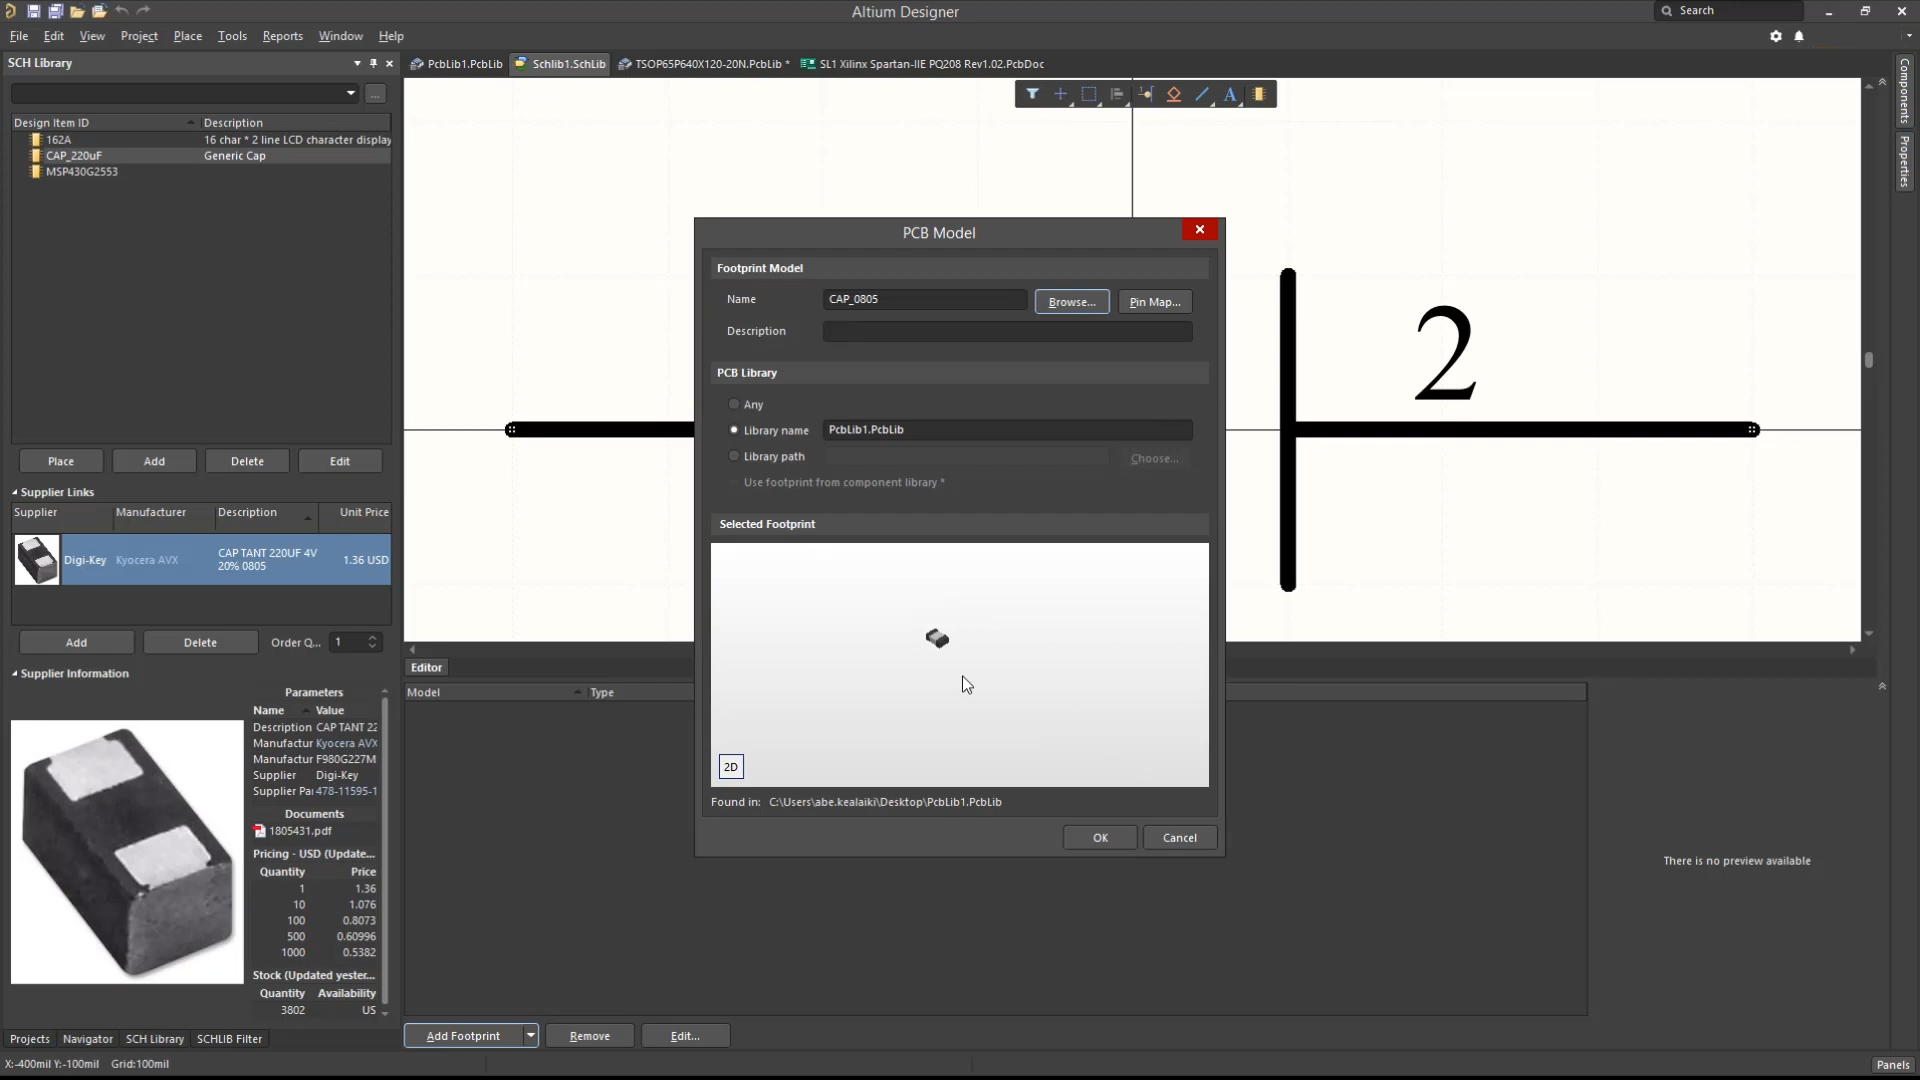 Altium Designer
Search
File Edit View Project Place Tools Reports Window Help
SCH Library
PcbLib1.PcbLib Schlib1.SchLib TSOP65P640X120-20N.PcbLib * SL1 Xilinx Spartan-IIE PQ208 Rev1.02.PcbDoc
Components
Properties
...
A
Design Item ID Description
162A 16 char * 2 line LCD character display
CAP_220uF Generic Cap
MSP430G2553
Place Add Delete Edit
Supplier Links
Supplier Manufacturer Description Unit Price
Digi-Key Kyocera AVX CAP TANT 220UF 4V 1.36 USD
20% 0805
Add Delete Order Q... 1
Supplier Information
Parameters
Name Value
Description CAP TANT 22
Manufactur Kyocera AVX
Manufactur F980G227M
Supplier Digi-Key
Supplier Pa 478-11595-1
Documents
1805431.pdf
Pricing - USD (Update...
Quantity Price
1 1.36
10 1.076
100 0.8073
500 0.60996
1000 0.5382
Stock (Updated yester...
Quantity Availability
3802 US
Projects Navigator SCH Library SCHLIB Filter
X:-400mil Y:-100mil Grid:100mil
PCB Model
Footprint Model
Name CAP_0805 Browse... Pin Map...
Description
PCB Library
Any
Library name PcbLib1.PcbLib
Library path Choose...
Use footprint from component library *
Selected Footprint
2D
Found in: C:\Users\abe.kealaiki\Desktop\PcbLib1.PcbLib
OK Cancel
2
Editor
Model Type
There is no preview available
Add Footprint Remove Edit...
Panels